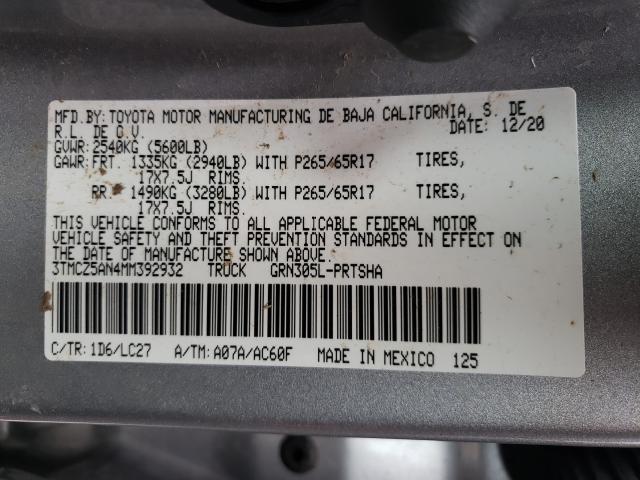 MFD.BY:TOYOTA MOTOR MANUFACTURING DE BAJA CALIFORNIA, S. DE
R.L. DE C.V. DATE: 12/20
GVWR:2540KG (5600LB)
GAWR:FRT. 1335KG (2940LB) WITH P265/65R17 TIRES,
17X7.5J RIMS.
RR. 1490KG (3280LB) WITH P265/65R17 TIRES,
17X7.5J RIMS.
THIS VEHICLE CONFORMS TO ALL APPLICABLE FEDERAL MOTOR
VEHICLE SAFETY AND THEFT PREVENTION STANDARDS IN EFFECT ON
THE DATE OF MANUFACTURE SHOWN ABOVE.
3TMCZ5AN4MM392932 TRUCK GRN305L-PRTSHA
C/TR:1D6/LC27 A/TM:A07A/AC60F MADE IN MEXICO 125